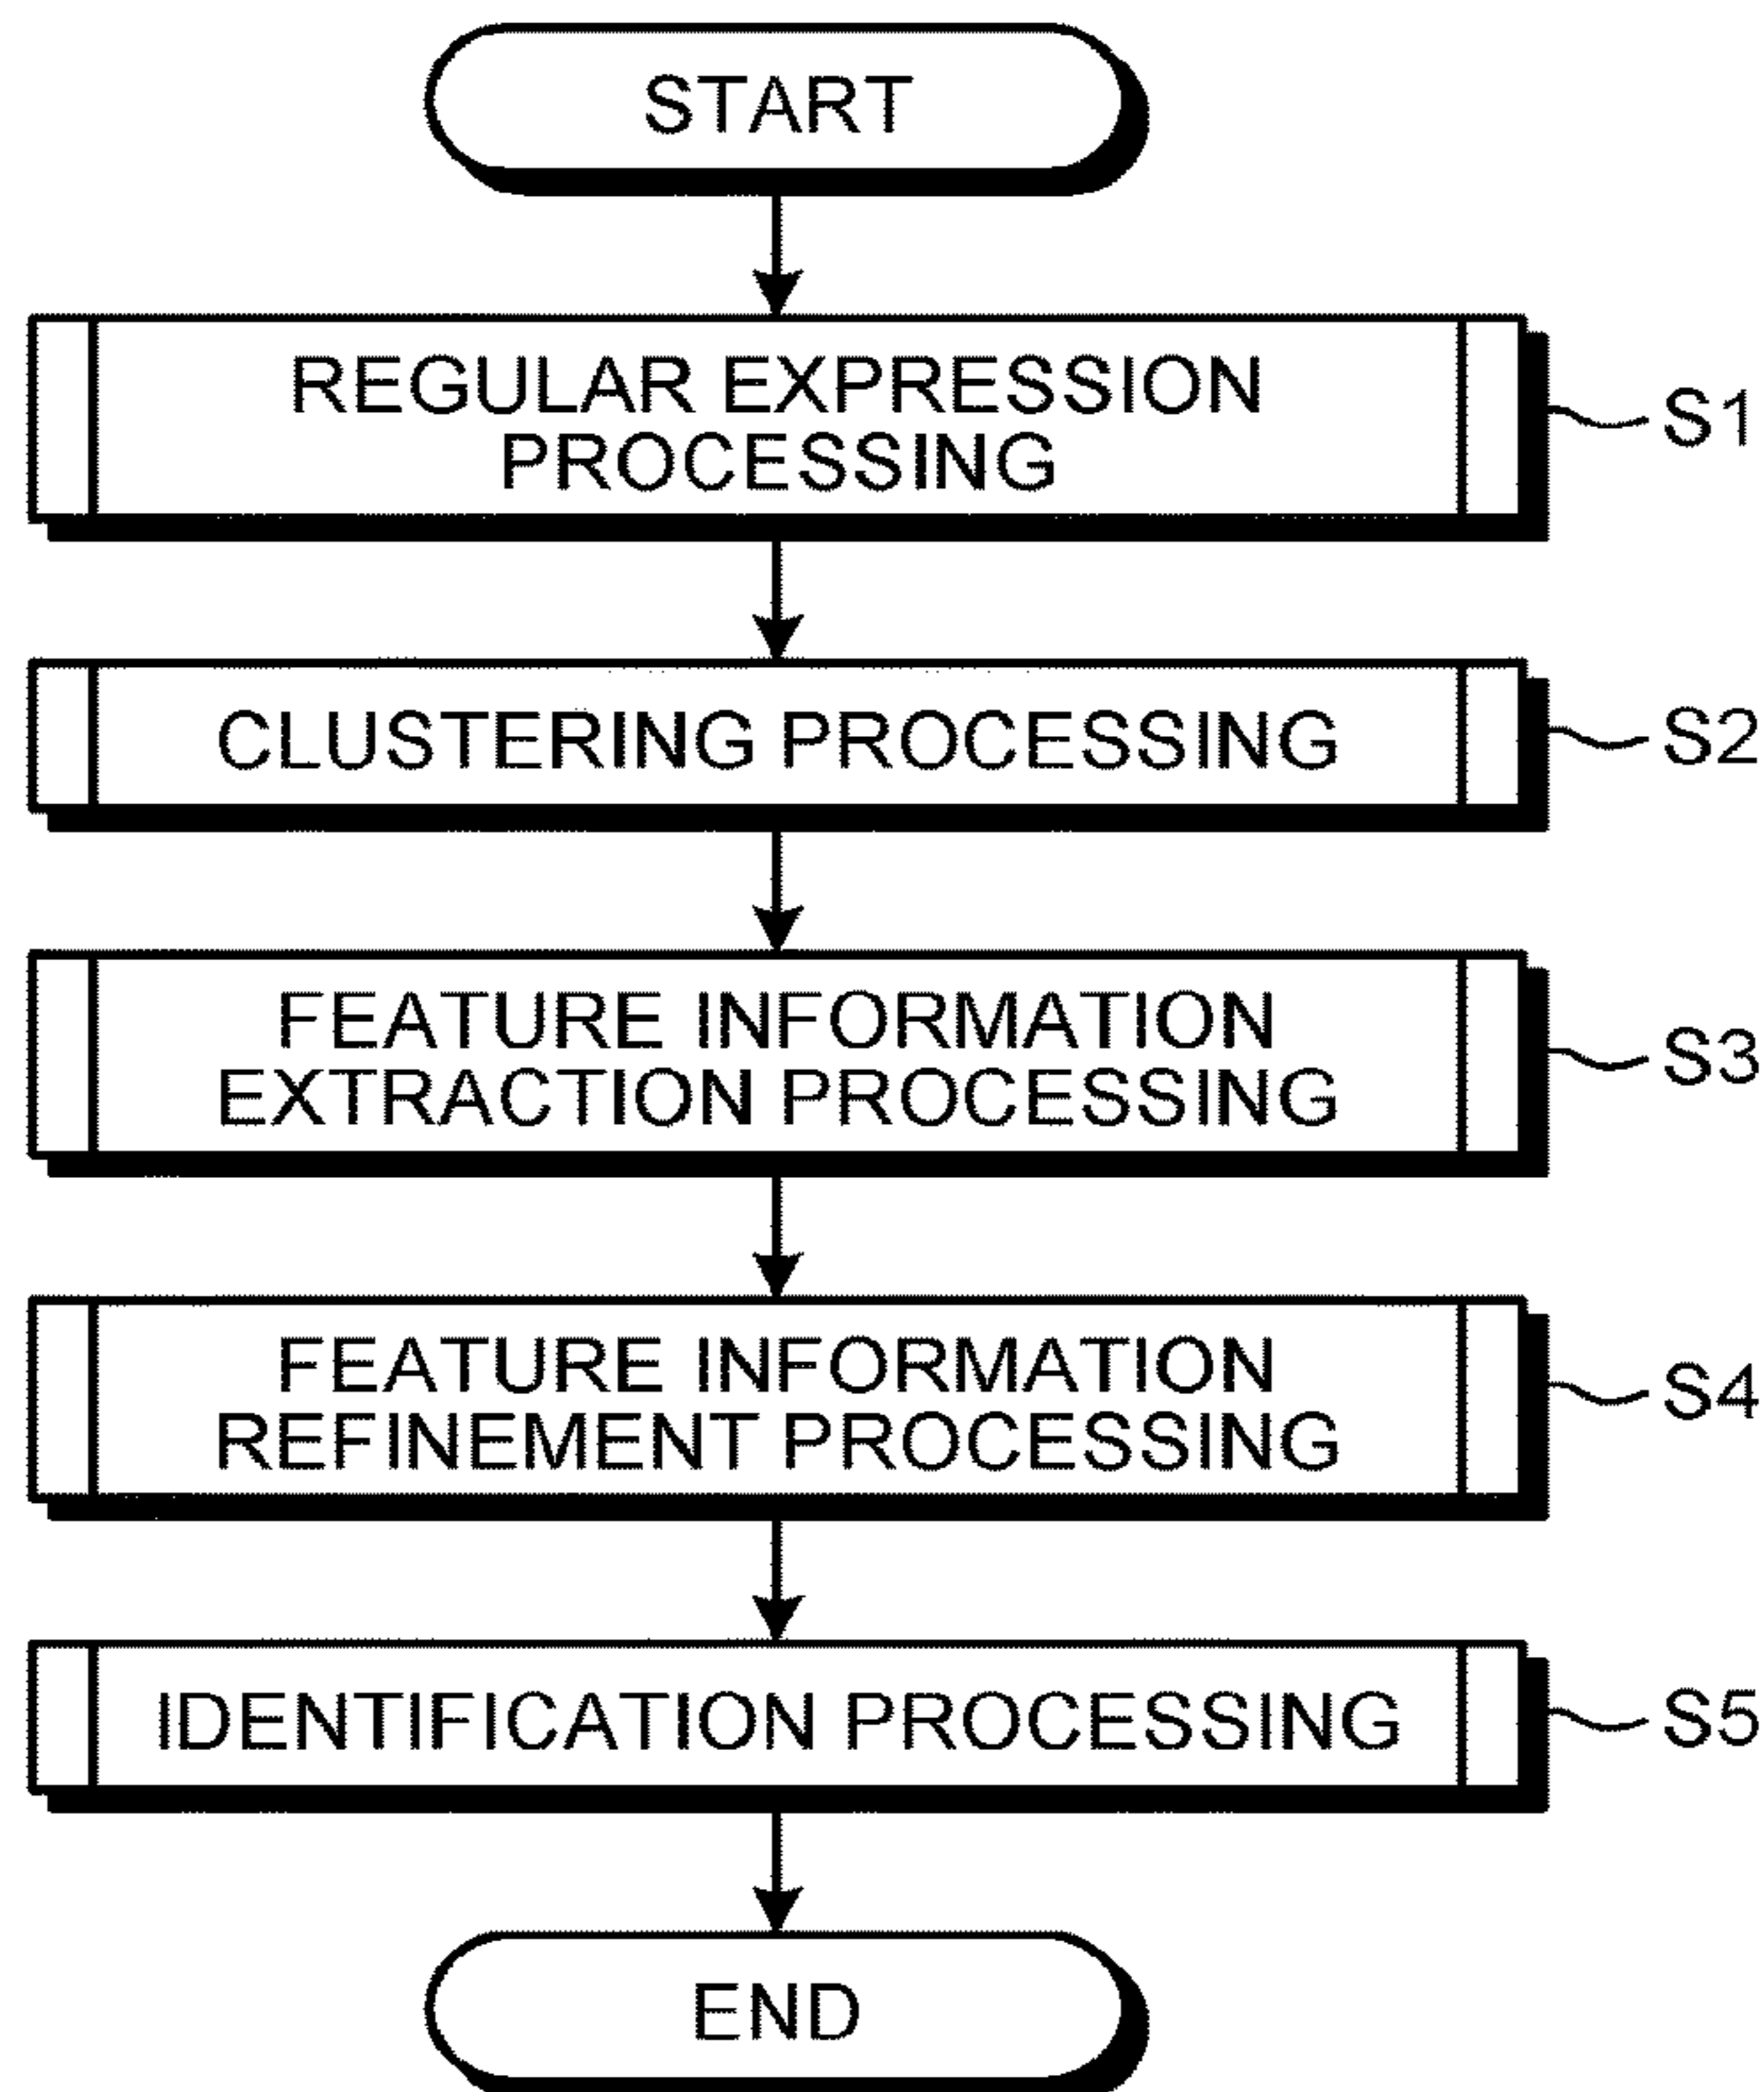 START
REGULAR EXPRESSION
PROCESSING
S1
CLUSTERING PROCESSING
S2
FEATURE INFORMATION
EXTRACTION PROCESSING
S3
FEATURE INFORMATION
REFINEMENT PROCESSING
S4
IDENTIFICATION PROCESSING
S5
END